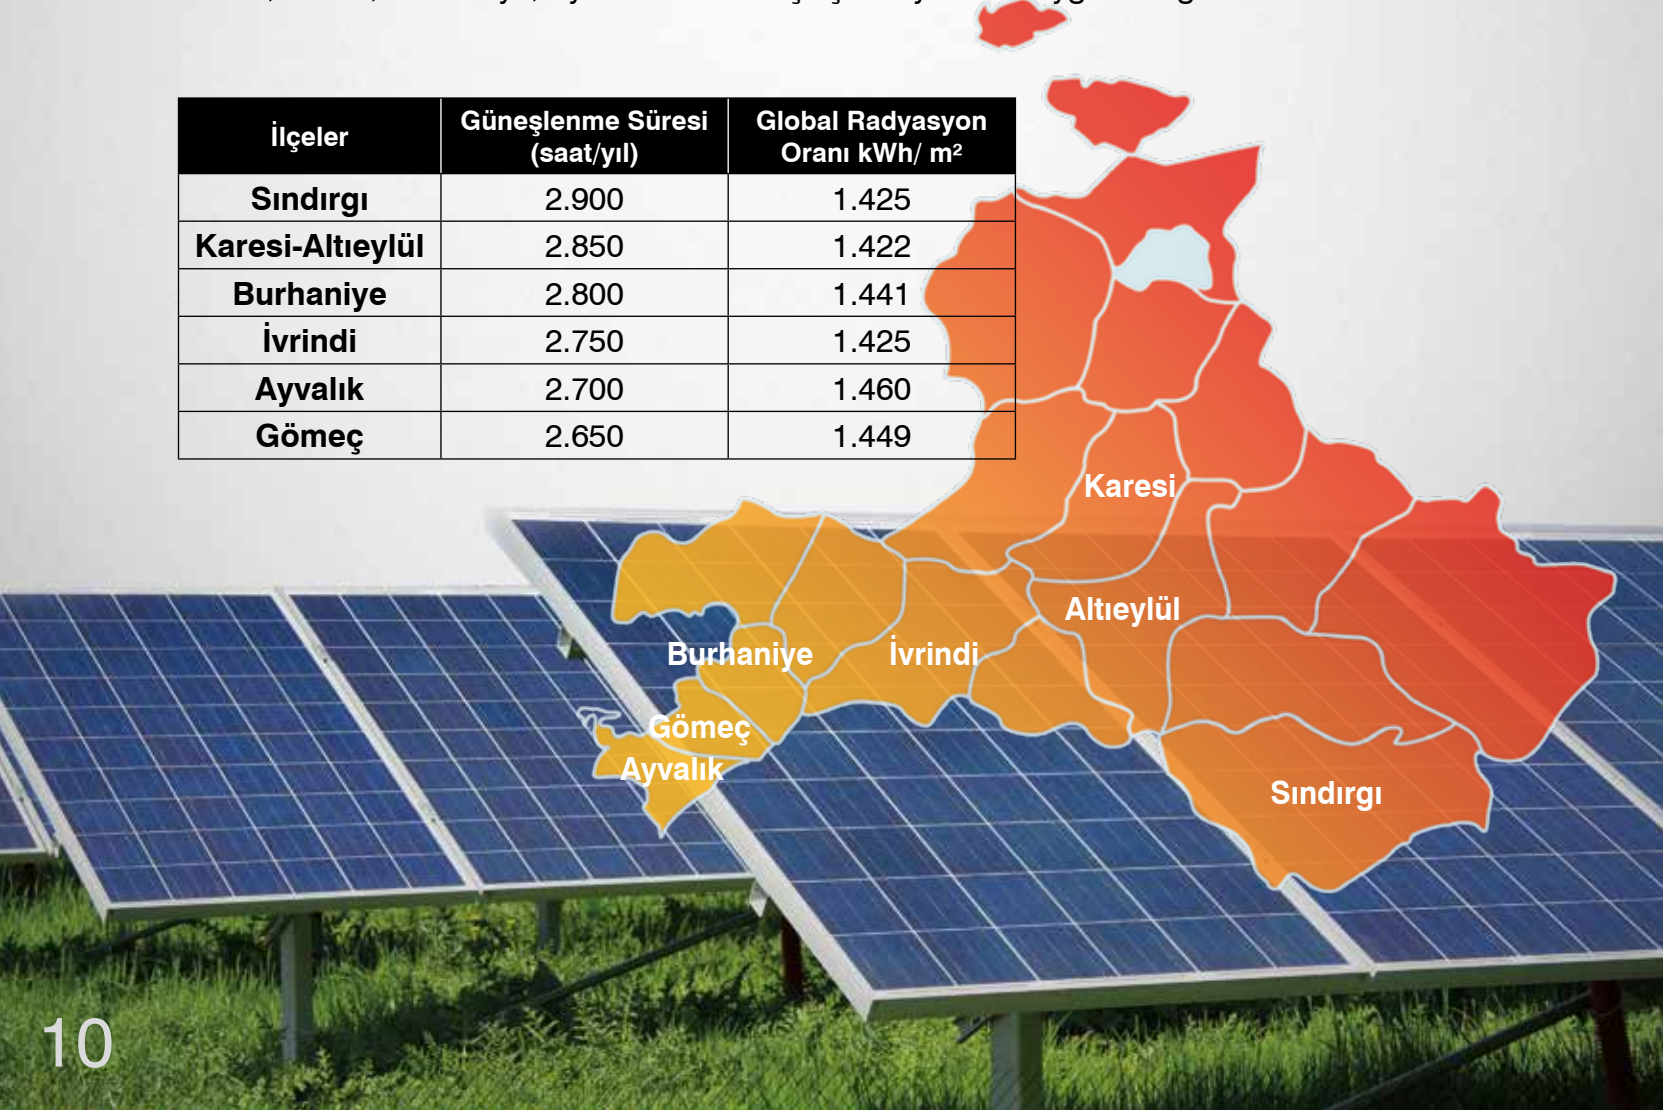 İlçeler
Güneşlenme Süresi
(saat/yıl)
Global Radyasyon
Oranı kWh/ m²
Sındırgı 2.900 1.425
Karesi-Altıeylül 2.850 1.422
Burhaniye 2.800 1.441
İvrindi 2.750 1.425
Ayvalık 2.700 1.460
Gömeç 2.650 1.449
Karesi
Altıeylül
Burhaniye
İvrindi
Gömeç
Ayvalık
Sındırgı
10